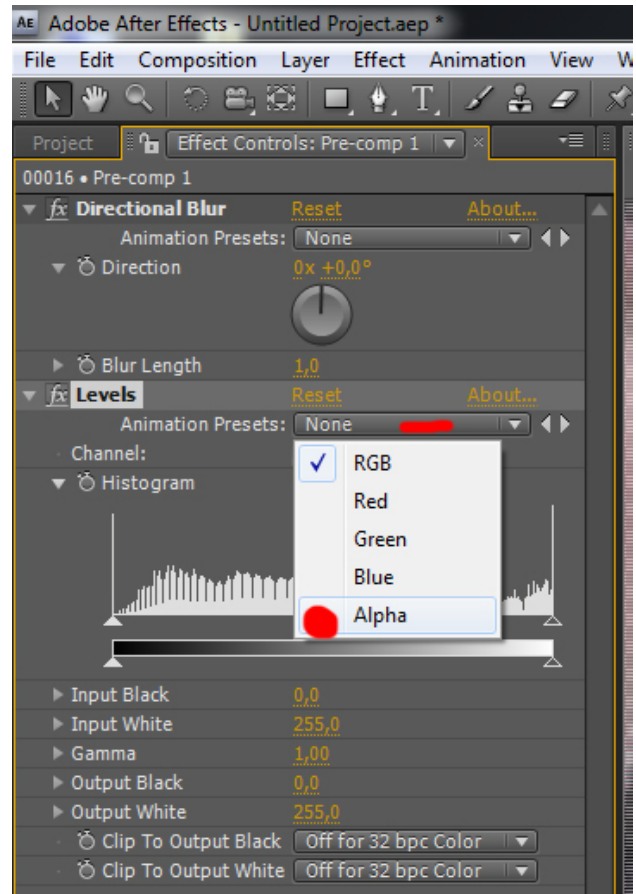 AE Adobe After Effects - Untitled Project.aep *
File Edit Composition Layer Effect Animation View W
T
Project Effect Controls: Pre-comp 1 ×
00016 • Pre-comp 1
fx Directional Blur Reset About...
Animation Presets: None
Direction 0x +0,0°
Blur Length 1,0
fx Levels Reset About...
Animation Presets: None
Channel:
RGB
Histogram
Red
Green
Blue
Alpha
Input Black 0,0
Input White 255,0
Gamma 1,00
Output Black 0,0
Output White 255,0
Clip To Output Black Off for 32 bpc Color
Clip To Output White Off for 32 bpc Color